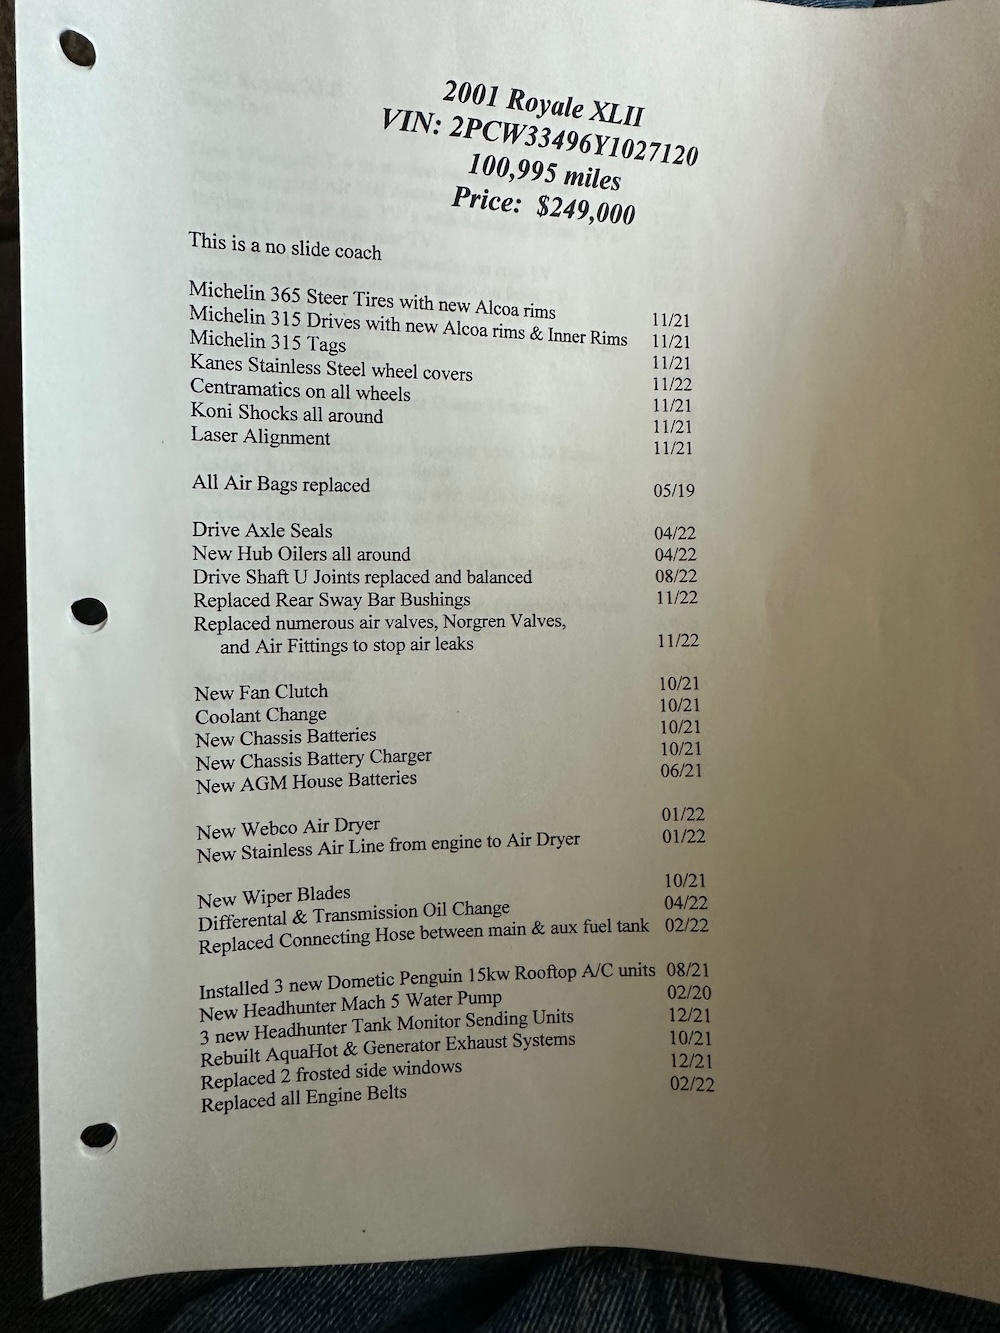 2001 Royale XLII
VIN: 2PCW33496Y1027120
100,995 miles
Price: $249,000
This is a no slide coach
Michelin 365 Steer Tires with new Alcoa rims 11/21
Michelin 315 Drives with new Alcoa rims & Inner Rims 11/21
Michelin 315 Tags 11/21
Kanes Stainless Steel wheel covers 11/22
Centramatics on all wheels 11/21
Koni Shocks all around 11/21
Laser Alignment 11/21
All Air Bags replaced 05/19
Drive Axle Seals 04/22
New Hub Oilers all around 04/22
Drive Shaft U Joints replaced and balanced 08/22
Replaced Rear Sway Bar Bushings 11/22
Replaced numerous air valves, Norgren Valves,
and Air Fittings to stop air leaks 11/22
New Fan Clutch 10/21
Coolant Change 10/21
New Chassis Batteries 10/21
New Chassis Battery Charger 10/21
New AGM House Batteries 06/21
New Webco Air Dryer 01/22
New Stainless Air Line from engine to Air Dryer 01/22
New Wiper Blades 10/21
Differental & Transmission Oil Change 04/22
Replaced Connecting Hose between main & aux fuel tank 02/22
Installed 3 new Dometic Penguin 15kw Rooftop A/C units 08/21
New Headhunter Mach 5 Water Pump 02/20
3 new Headhunter Tank Monitor Sending Units 12/21
Rebuilt AquaHot & Generator Exhaust Systems 10/21
Replaced 2 frosted side windows 12/21
Replaced all Engine Belts 02/22